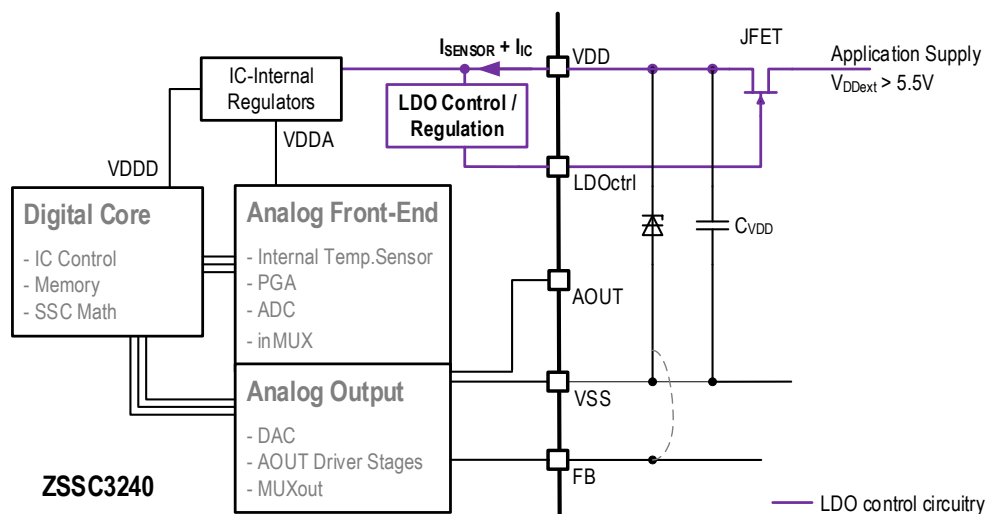 ISENSOR + IIC
VDD
JFET
Application Supply
VDDext > 5.5V
IC-Internal
Regulators
LDO Control /
Regulation
VDDD
VDDA
LDOctrl
Digital Core
- IC Control
- Memory
- SSC Math
Analog Front-End
- Internal Temp.Sensor
- PGA
- ADC
- inMUX
CVDD
AOUT
Analog Output
- DAC
- AOUT Driver Stages
- MUXout
VSS
FB
ZSSC3240
LDO control circuitry